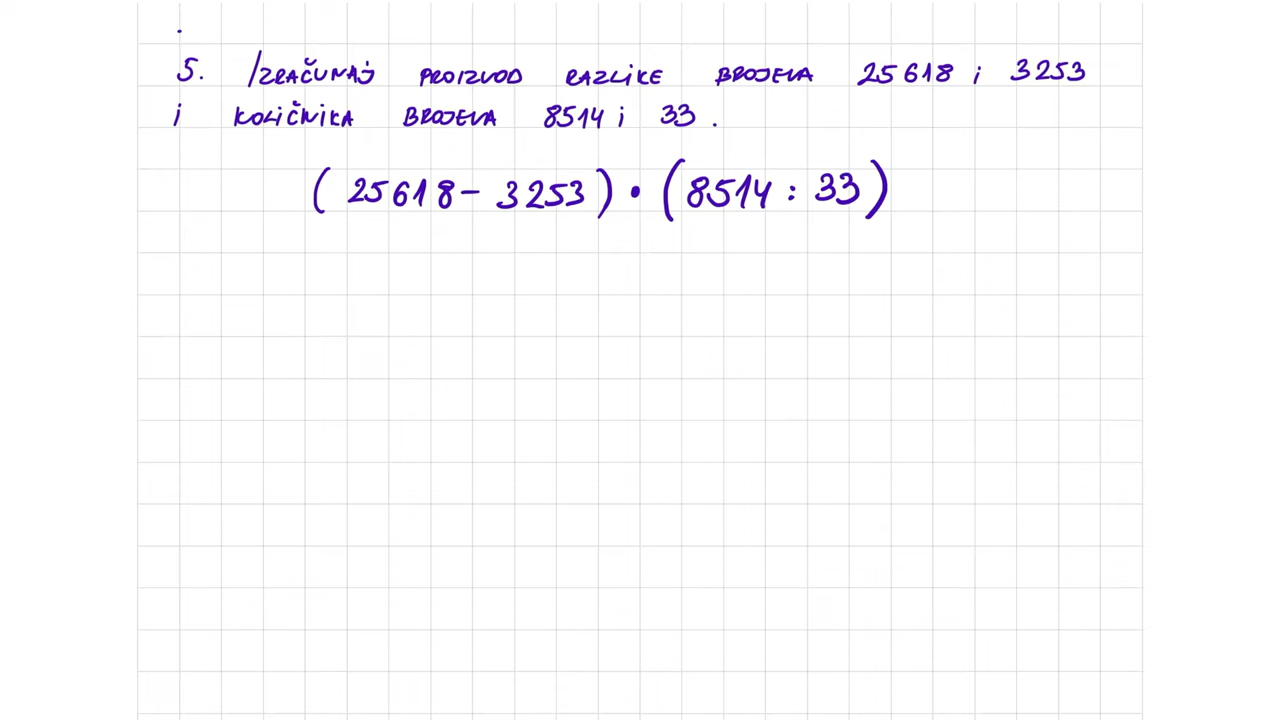 5. IZRAČUNAJ PROIZVOD RAZLIKE BROJEVA 25618 i 3253
i KOLIČNIKA BROJEVA 8514 i 33.
(25618 - 3253) • (8514 : 33)